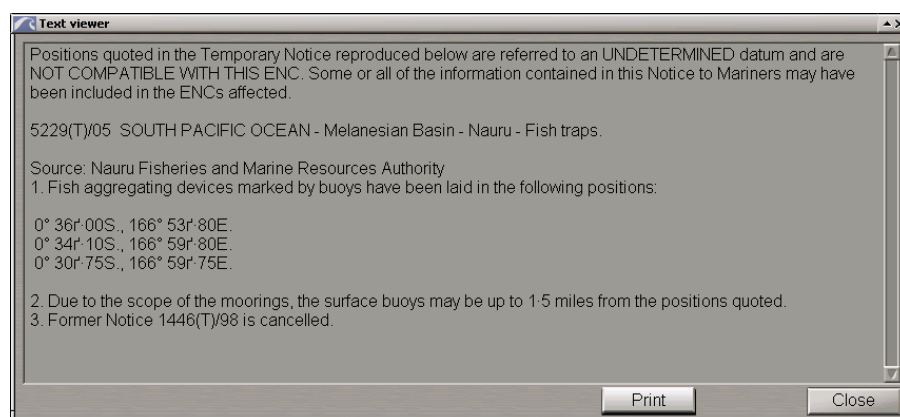 Text viewer
Positions quoted in the Temporary Notice reproduced below are referred to an UNDETERMINED datum and are
NOT COMPATIBLE WITH THIS ENC. Some or all of the information contained in this Notice to Mariners may have
been included in the ENCs affected.
5229(T)/05  SOUTH PACIFIC OCEAN - Melanesian Basin - Nauru - Fish traps.
Source: Nauru Fisheries and Marine Resources Authority
1. Fish aggregating devices marked by buoys have been laid in the following positions:
0° 36ґ·00S., 166° 53ґ·80E.
0° 34ґ·10S., 166° 59ґ·80E.
0° 30ґ·75S., 166° 59ґ·75E.
2. Due to the scope of the moorings, the surface buoys may be up to 1·5 miles from the positions quoted.
3. Former Notice 1446(T)/98 is cancelled.
Print Close